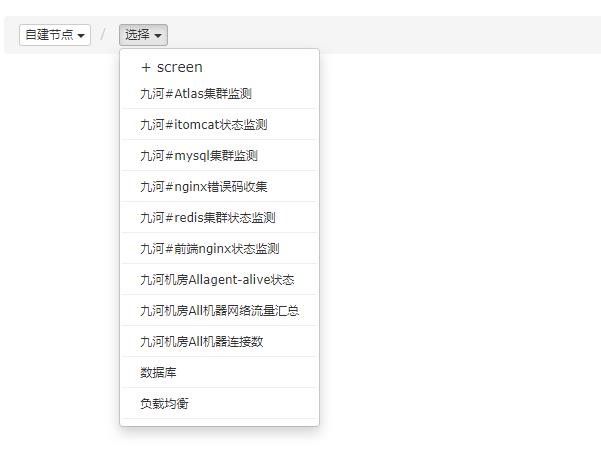 自建节点 / 选择
+ screen
九河#Atlas集群监测
九河#itomcat状态监测
九河#mysql集群监测
九河#nginx错误码收集
九河#redis集群状态监测
九河#前端nginx状态监测
九河机房Allagent-alive状态
九河机房All机器网络流量汇总
九河机房All机器连接数
数据库
负载均衡